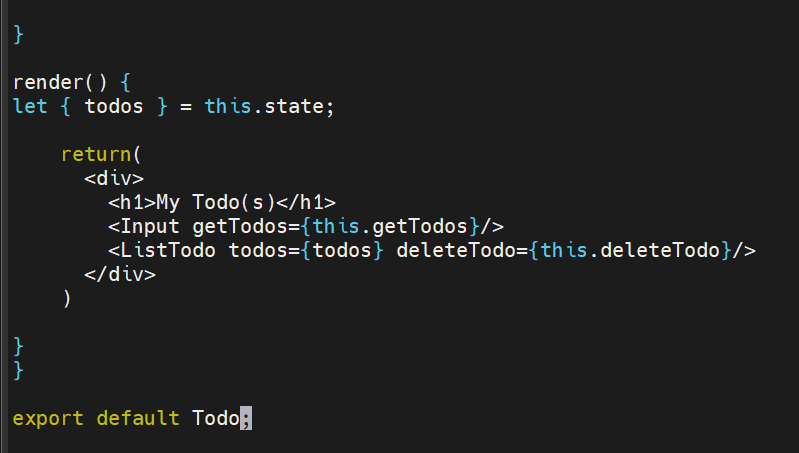 }
render() {
let { todos } = this.state;
return(
<div>
<h1>My Todo(s)</h1>
<Input getTodos={this.getTodos}/>
<ListTodo todos={todos} deleteTodo={this.deleteTodo}/>
</div>
)
}
}
export default Todo;